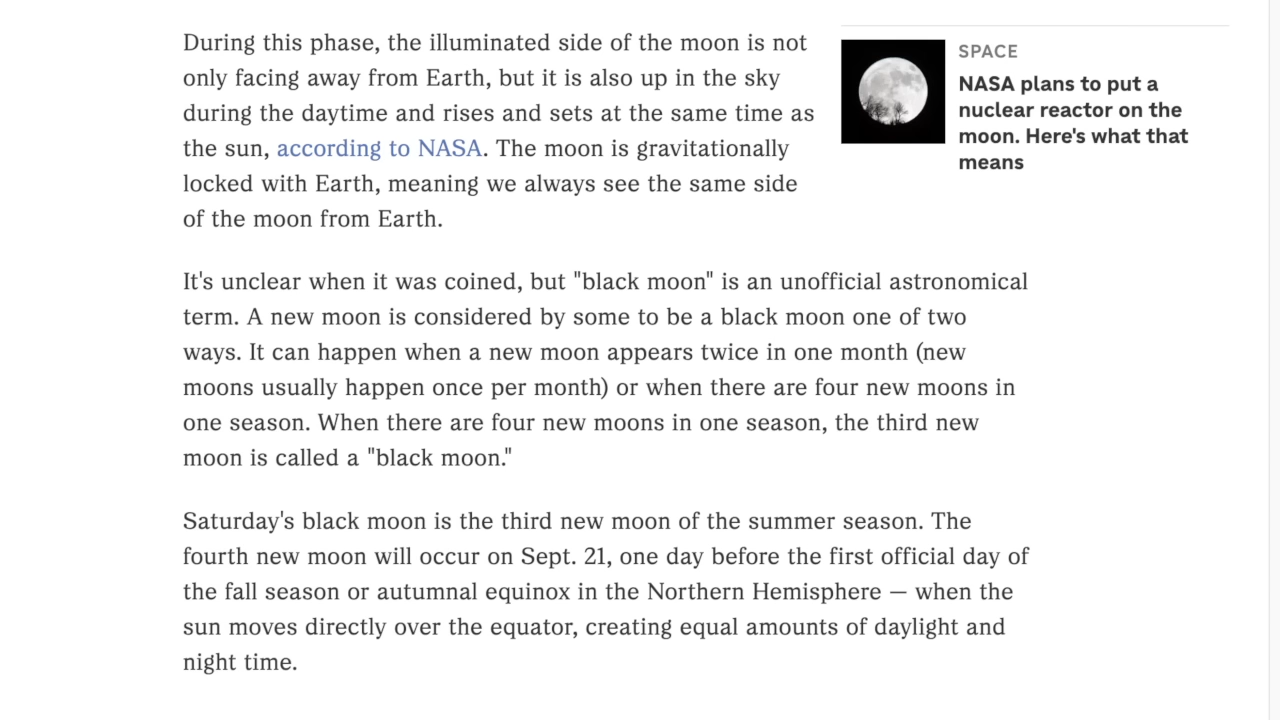 During this phase, the illuminated side of the moon is not
only facing away from Earth, but it is also up in the sky
during the daytime and rises and sets at the same time as
the sun, according to NASA. The moon is gravitationally
locked with Earth, meaning we always see the same side
of the moon from Earth.
SPACE
NASA plans to put a
nuclear reactor on the
moon. Here's what that
means
It's unclear when it was coined, but "black moon" is an unofficial astronomical
term. A new moon is considered by some to be a black moon one of two
ways. It can happen when a new moon appears twice in one month (new
moons usually happen once per month) or when there are four new moons in
one season. When there are four new moons in one season, the third new
moon is called a "black moon."
Saturday's black moon is the third new moon of the summer season. The
fourth new moon will occur on Sept. 21, one day before the first official day of
the fall season or autumnal equinox in the Northern Hemisphere — when the
sun moves directly over the equator, creating equal amounts of daylight and
night time.